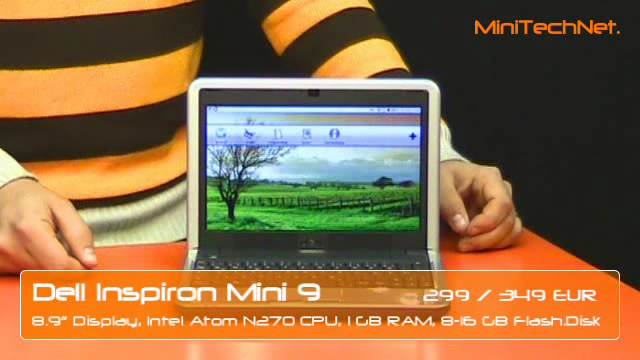 MiniTechNet.
Dell Inspiron Mini 9 299 / 349 EUR
8.9" Display, Intel Atom N270 CPU, 1 GB RAM, 8-16 GB Flash.Disk